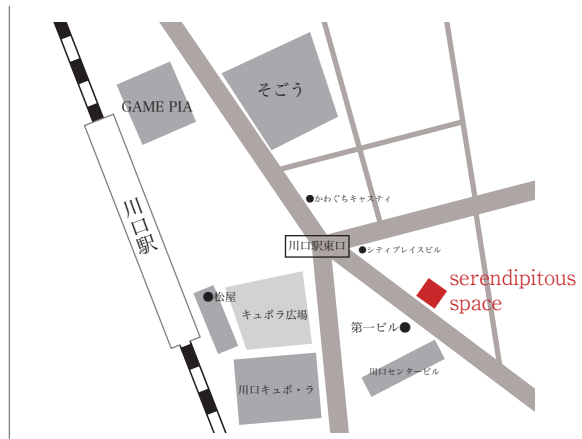 そごう
GAME PIA
かわぐちキャスティ
川口駅
川口駅東口
シティプレイスビル
serendipitous
space
松屋
キュポラ広場
第一ビル
川口センタービル
川口キュポ・ラ